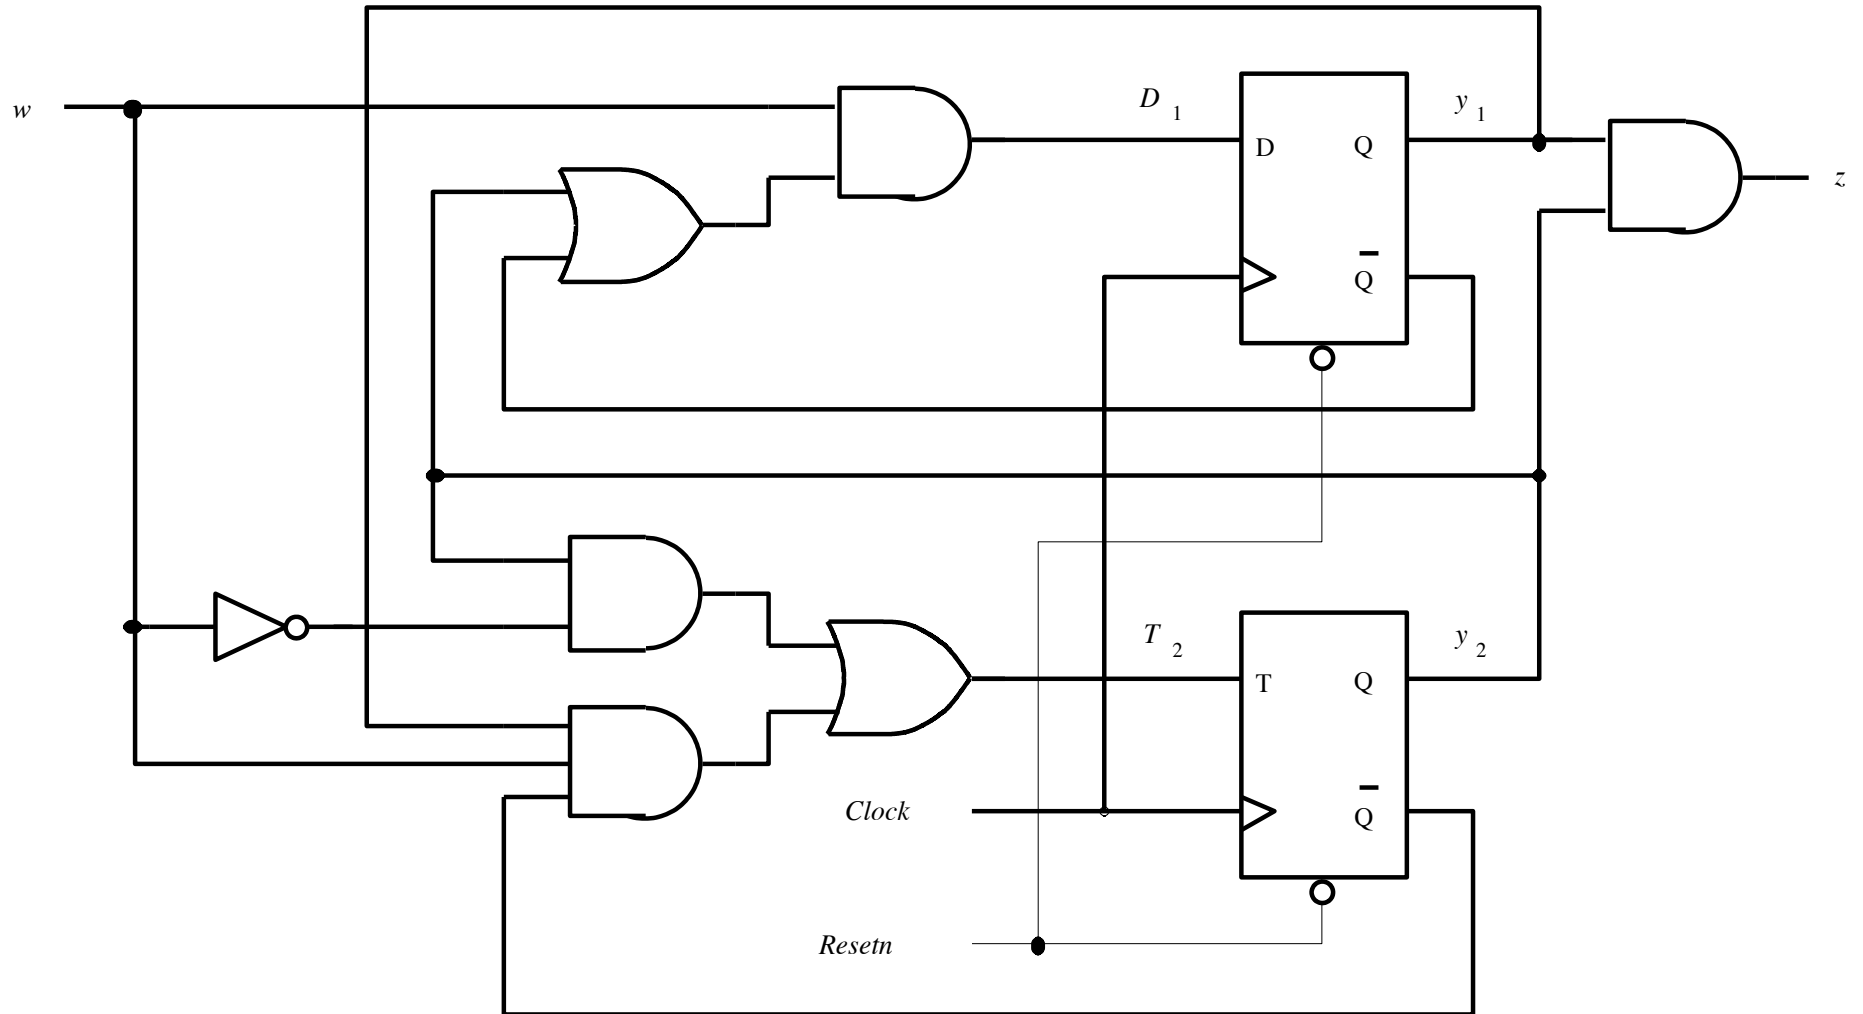 w
D 1
y 1
D Q
z
Q
T 2
y 2
T Q
Clock
Q
Resetn